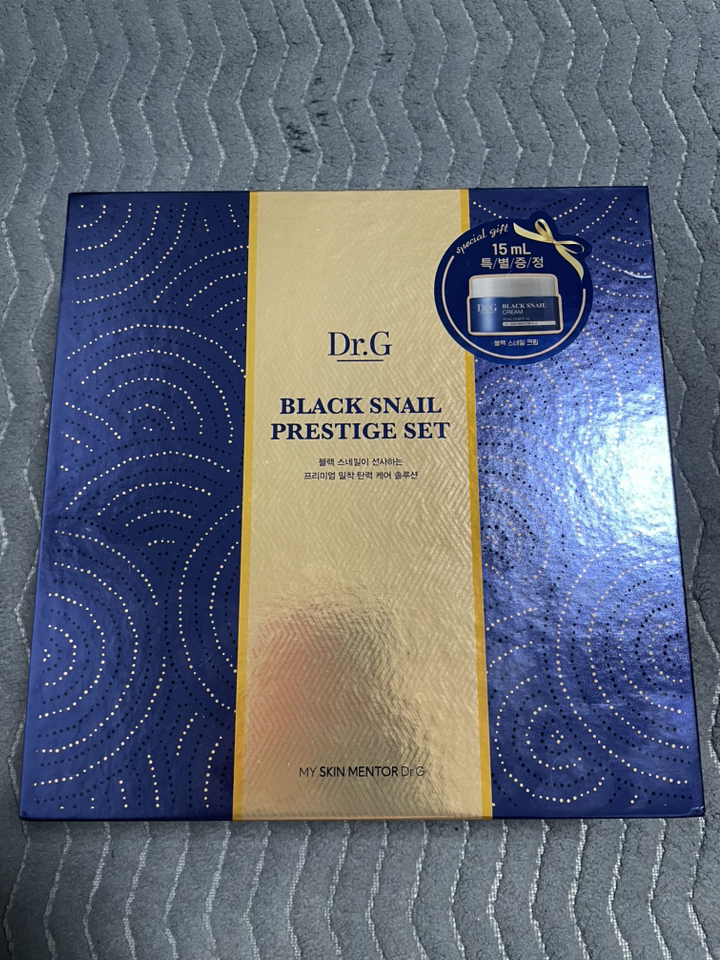 special gift
15 mL
특/별/증/정
Dr.G BLACK SNAIL
CREAM
블랙 스네일 크림
Dr.G
BLACK SNAIL
PRESTIGE SET
블랙 스네일이 선사하는
프리미엄 밀착 탄력 케어 솔루션
MY SKIN MENTOR Dr.G